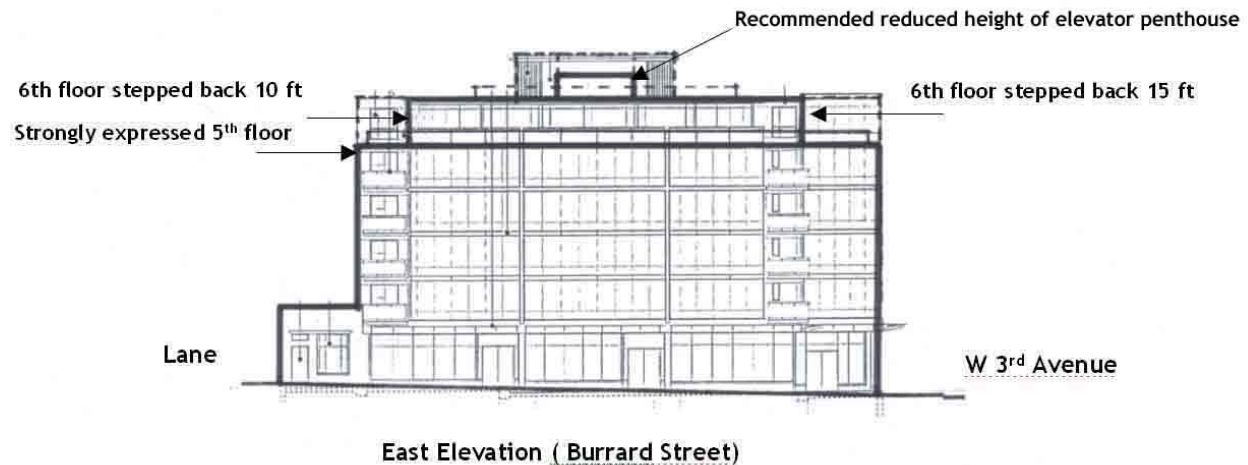 Recommended reduced height of elevator penthouse
6th floor stepped back 10 ft
6th floor stepped back 15 ft
Strongly expressed 5th floor
Lane
W 3rd Avenue
East Elevation ( Burrard Street)